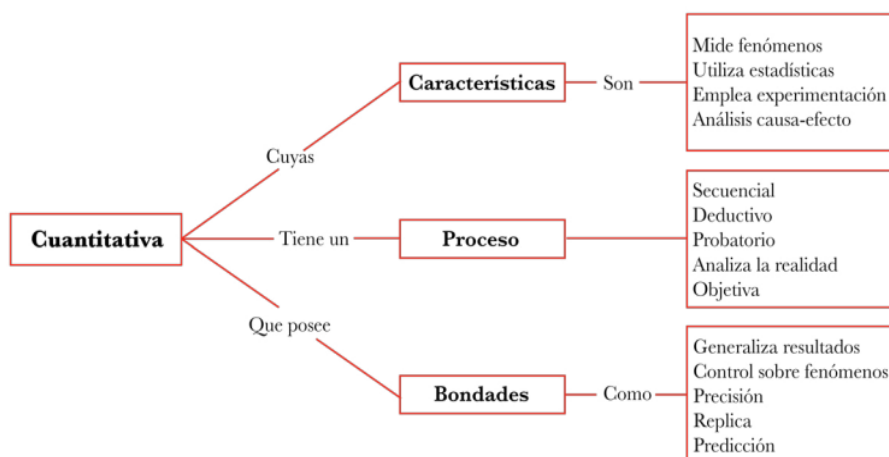 Cuantitativa
Cuyas
Características
Son
Mide fenómenos
Utiliza estadísticas
Emplea experimentación
Análisis causa-efecto
Tiene un
Proceso
Secuencial
Deductivo
Probatorio
Analiza la realidad
Objetiva
Que posee
Bondades
Como
Generaliza resultados
Control sobre fenómenos
Precisión
Replica
Predicción